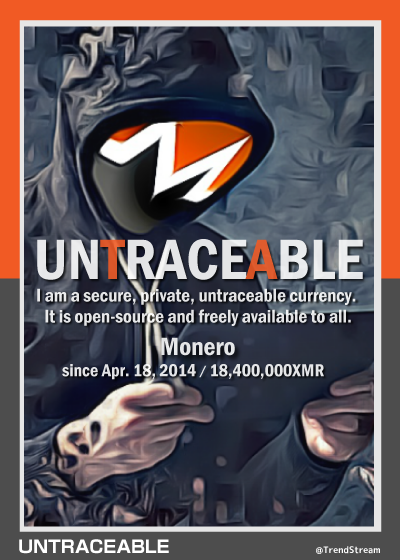 UNTRACEABLE
I am a secure, private, untraceable currency.
It is open-source and freely available to all.
Monero
since Apr. 18, 2014 / 18,400,000XMR
UNTRACEABLE
@TrendStream